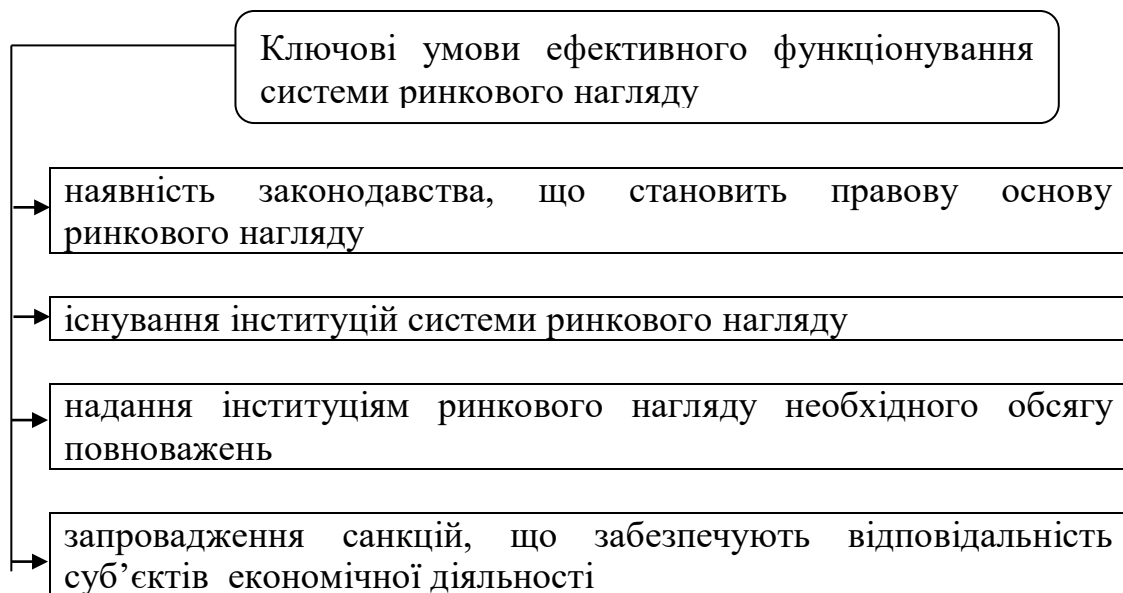 Ключові умови ефективного функціонування
системи ринкового нагляду
наявність законодавства, що становить правову основу
ринкового нагляду
існування інституцій системи ринкового нагляду
надання інституціям ринкового нагляду необхідного обсягу
повноважень
запровадження санкцій, що забезпечують відповідальність
суб’єктів економічної діяльності